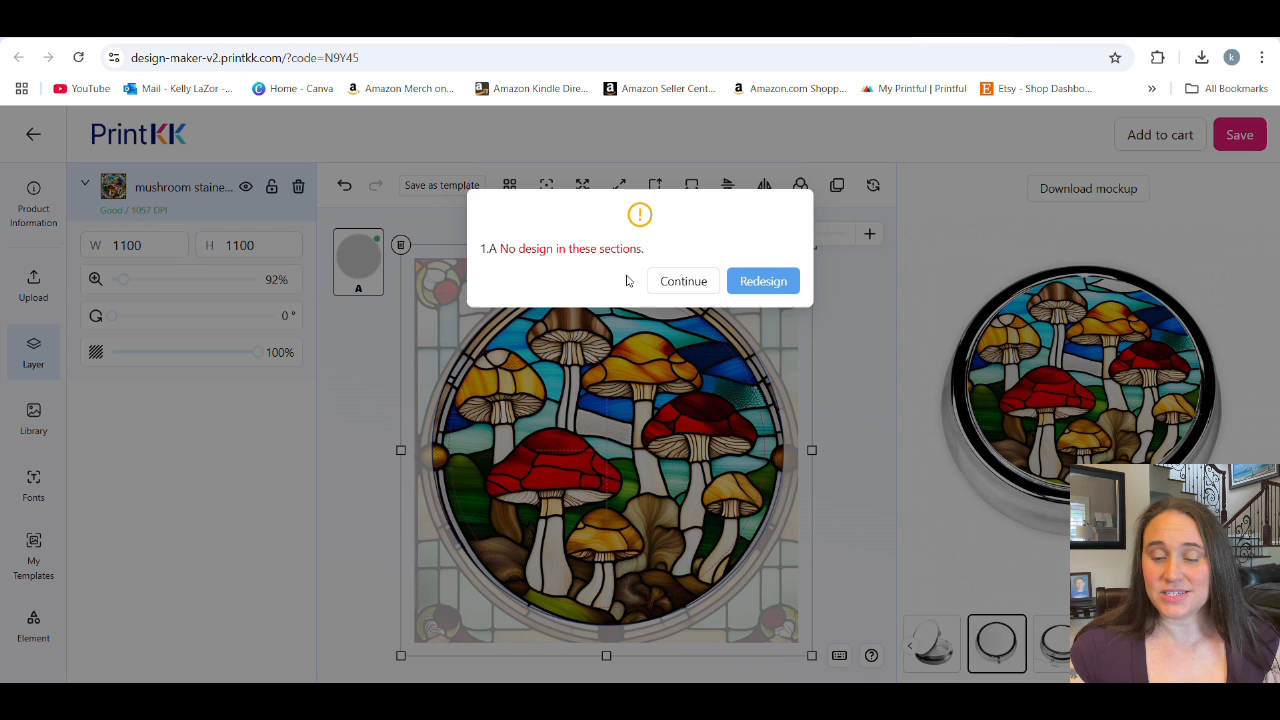 design-maker-v2.printkk.com/?code=N9Y45
k
YouTube
Mail - Kelly LaZor -...
Home - Canva
Amazon Merch on...
Amazon Kindle Dire...
Amazon Seller Cent...
Amazon.com Shopp...
My Printful | Printful
Etsy - Shop Dashbo...
»
All Bookmarks
PrintKK
Add to cart
Save
Product
Information
Upload
Layer
Library
Fonts
My
Templates
Element
mushroom staine...
Good / 1057 DPI
W 1100
H 1100
92%
0 °
100%
Save as template
A
1.A No design in these sections.
Continue
Redesign
Download mockup